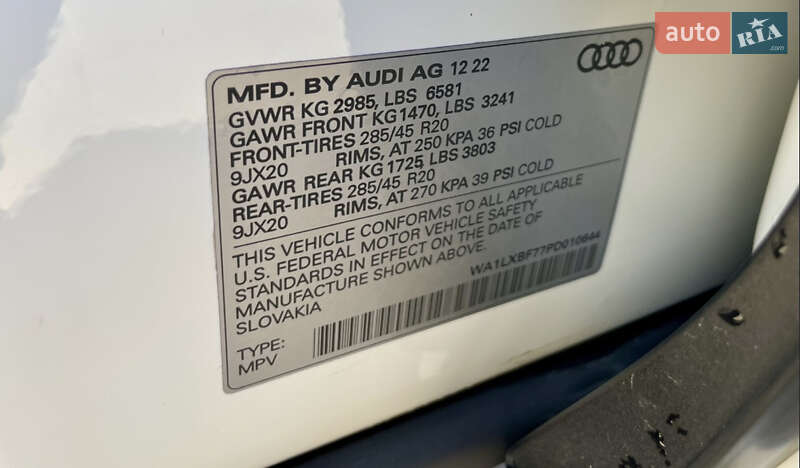 auto RIA
.com
MFD. BY AUDI AG 12 22
GVWR KG 2985, LBS 6581
GAWR FRONT KG1470, LBS 3241
FRONT-TIRES 285/45 R20
9JX20 RIMS, AT 250 KPA 36 PSI COLD
GAWR REAR KG 1725, LBS 3803
REAR-TIRES 285/45 R20
9JX20 RIMS, AT 270 KPA 39 PSI COLD
THIS VEHICLE CONFORMS TO ALL APPLICABLE
U.S. FEDERAL MOTOR VEHICLE SAFETY
STANDARDS IN EFFECT ON THE DATE OF
MANUFACTURE SHOWN ABOVE.
SLOVAKIA
WA1LXBF77PD010644
TYPE:
MPV